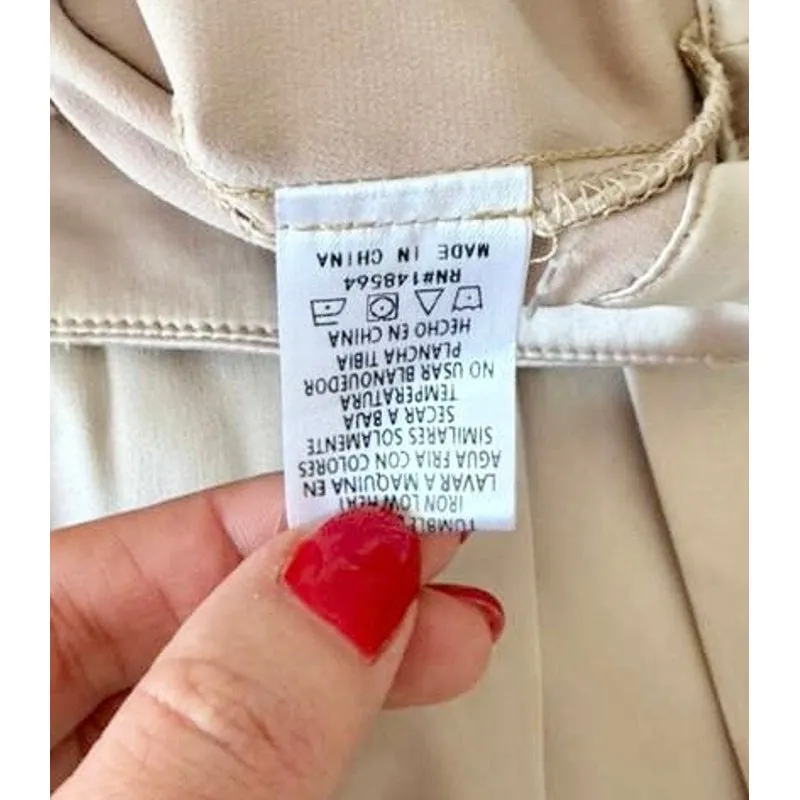 TUMBLE
IRON LOW HEAT
LAVAR A MAQUINA EN
AGUA FRIA CON COLORES
SIMILARES SOLAMENTE
SECAR A BAJA
TEMPERATURA
NO USAR BLANQUEDOR
PLANCHA TIBIA
HECHO EN CHINA
RN#148564
MADE IN CHINA